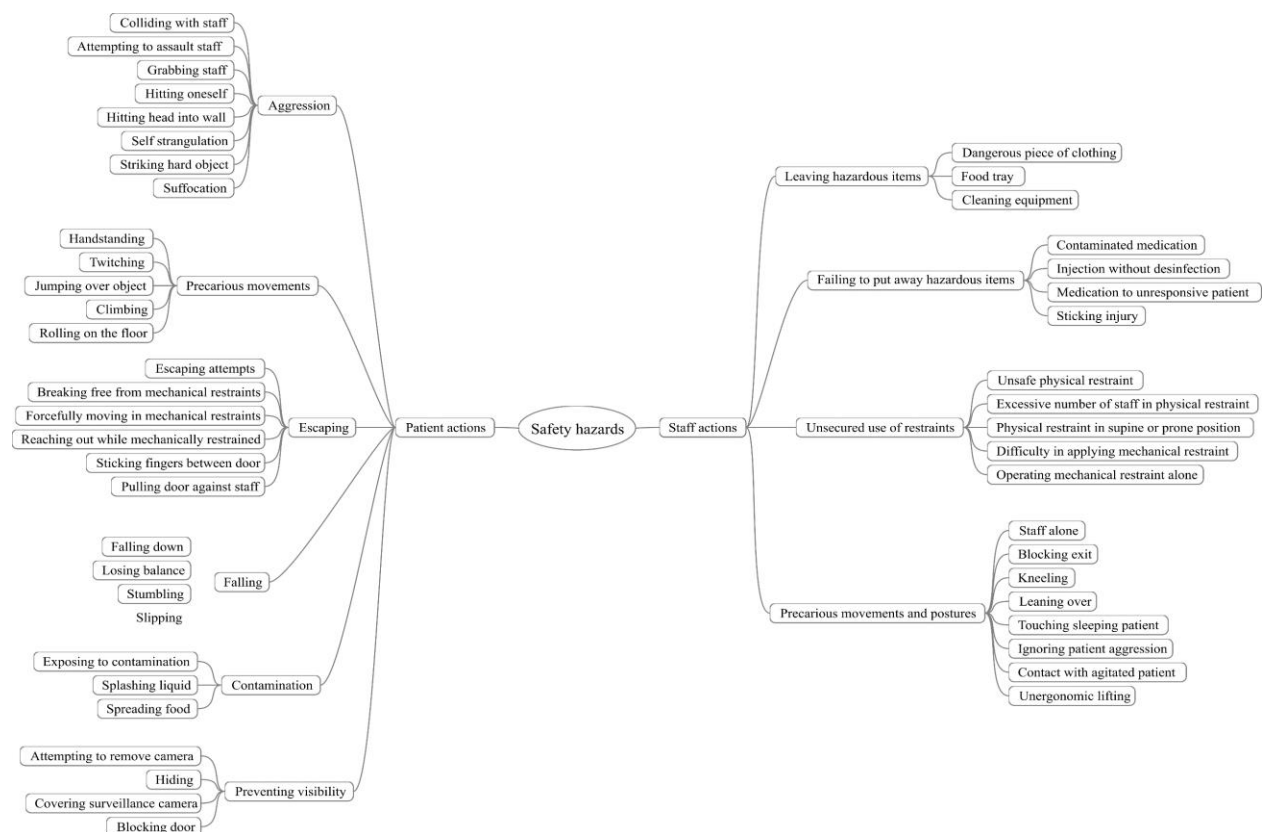 Colliding with staff
Attempting to assault staff
Grabbing staff
Hitting oneself
Hitting head into wall
Self strangulation
Striking hard object
Suffocation
Aggression
Handstanding
Twitching
Jumping over object
Climbing
Rolling on the floor
Precarious movements
Escaping attempts
Breaking free from mechanical restraints
Forcefully moving in mechanical restraints
Reaching out while mechanically restrained
Sticking fingers between door
Pulling door against staff
Escaping
Falling down
Losing balance
Stumbling
Slipping
Falling
Exposing to contamination
Splashing liquid
Spreading food
Contamination
Attempting to remove camera
Hiding
Covering surveillance camera
Blocking door
Preventing visibility
Patient actions
Safety hazards
Staff actions
Leaving hazardous items
Dangerous piece of clothing
Food tray
Cleaning equipment
Failing to put away hazardous items
Contaminated medication
Injection without desinfection
Medication to unresponsive patient
Sticking injury
Unsecured use of restraints
Unsafe physical restraint
Excessive number of staff in physical restraint
Physical restraint in supine or prone position
Difficulty in applying mechanical restraint
Operating mechanical restraint alone
Precarious movements and postures
Staff alone
Blocking exit
Kneeling
Leaning over
Touching sleeping patient
Ignoring patient aggression
Contact with agitated patient
Unergonomic lifting